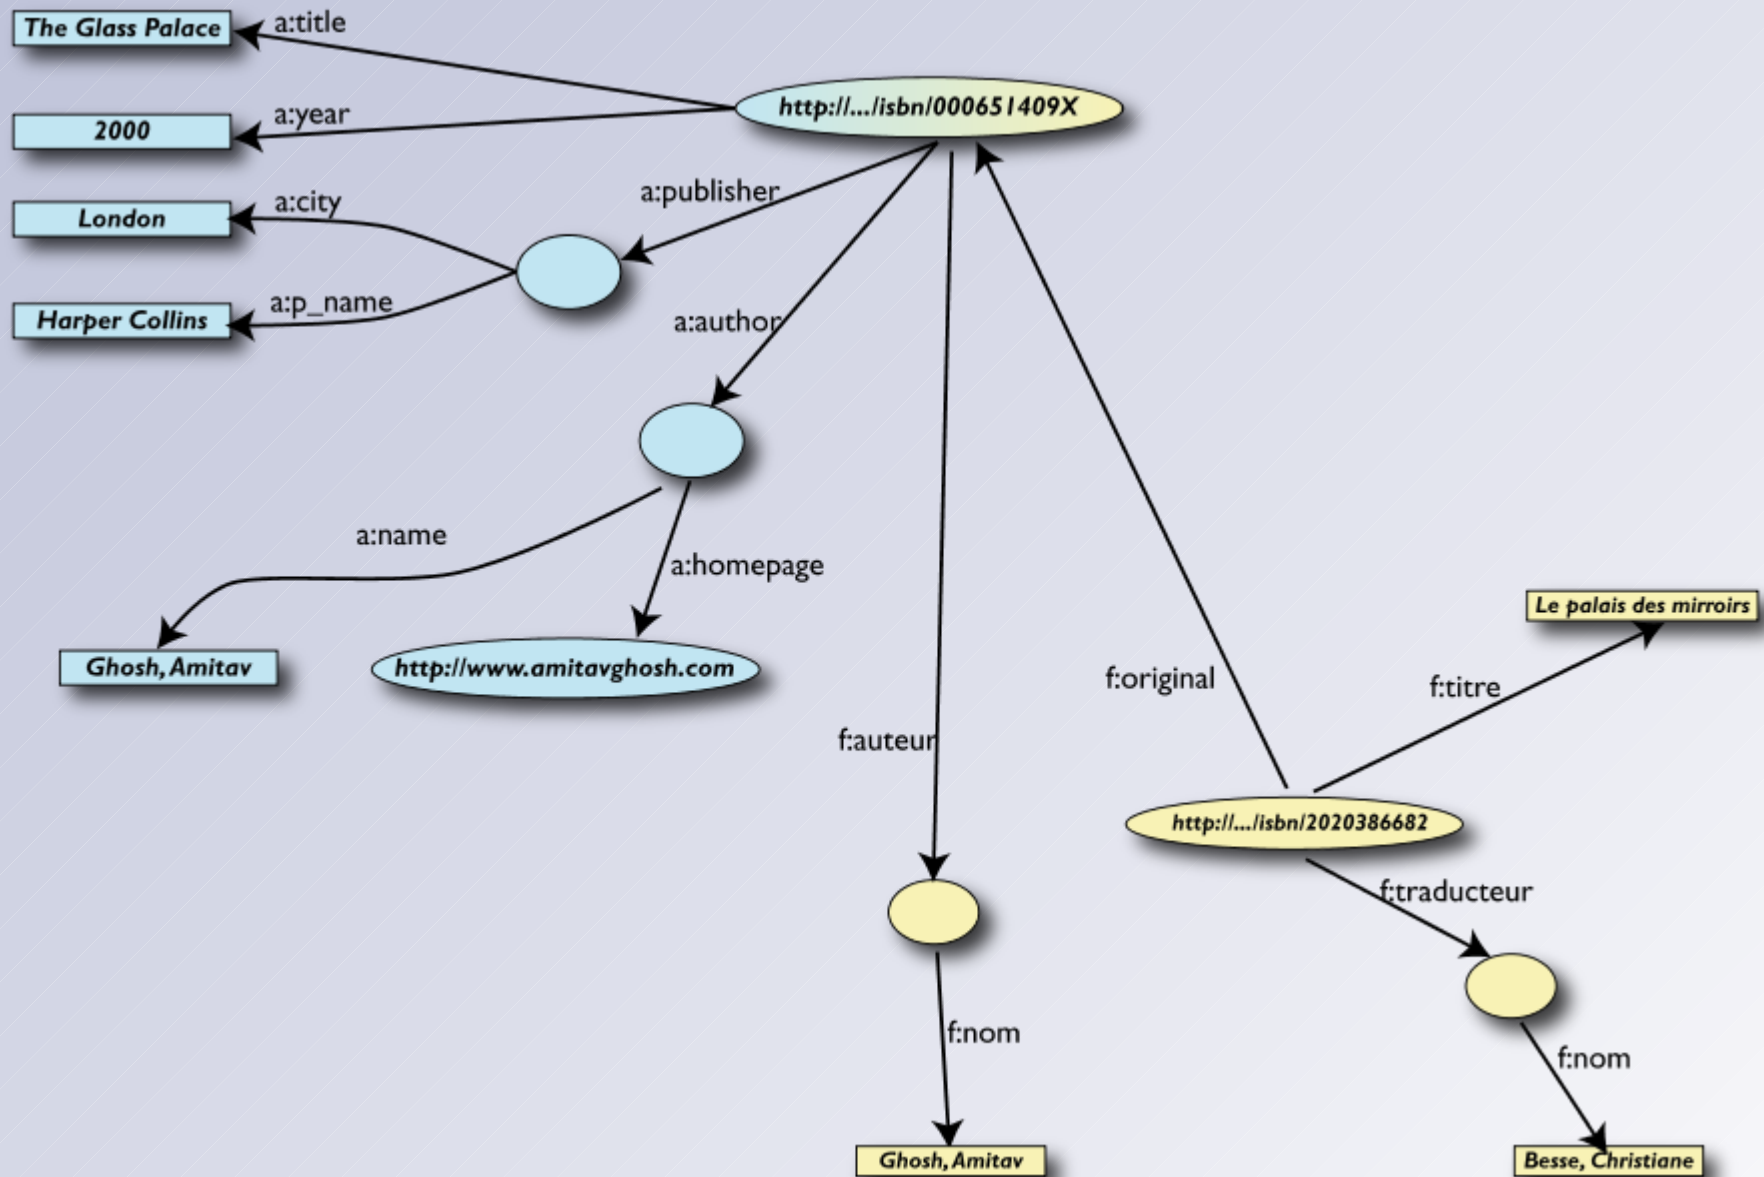 The Glass Palace
a:title
http://.../isbn/000651409X
2000
a:year
London
a:city
a:publisher
Harper Collins
a:p_name
a:author
a:name
a:homepage
Ghosh, Amitav
http://www.amitavghosh.com
Le palais des mirroirs
f:original
f:titre
f:auteur
http://.../isbn/2020386682
f:traducteur
f:nom
f:nom
Ghosh, Amitav
Besse, Christiane